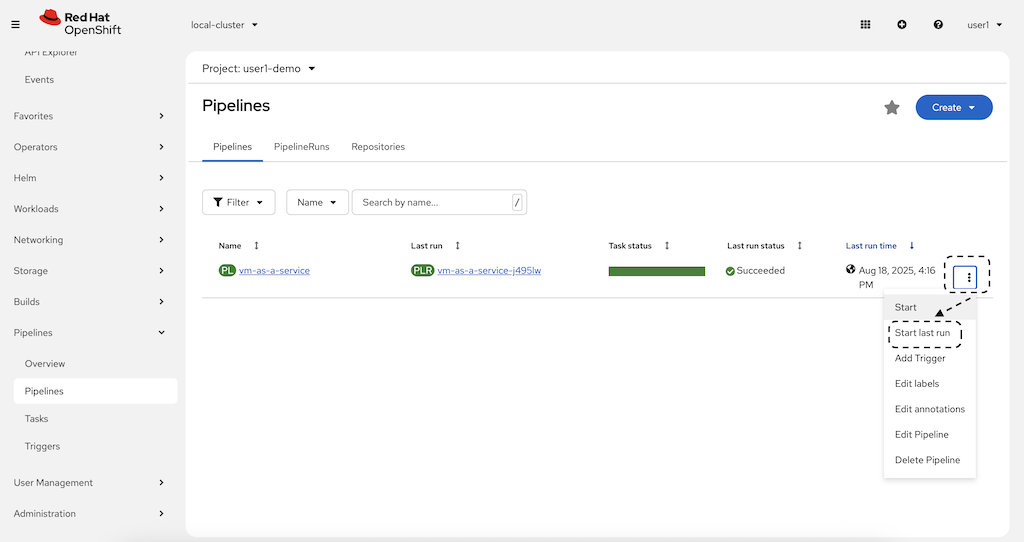 Red Hat
OpenShift
local-cluster
user1
API Explorer
Events
Favorites
Operators
Helm
Workloads
Networking
Storage
Builds
Pipelines
Overview
Pipelines
Tasks
Triggers
User Management
Administration
Project: user1-demo
Pipelines
Create
Pipelines PipelineRuns Repositories
Filter Name Search by name... /
Name Last run Task status Last run status Last run time
PL vm-as-a-service PLR vm-as-a-service-j495lw Succeeded Aug 18, 2025, 4:16
PM
Start
Start last run
Add Trigger
Edit labels
Edit annotations
Edit Pipeline
Delete Pipeline